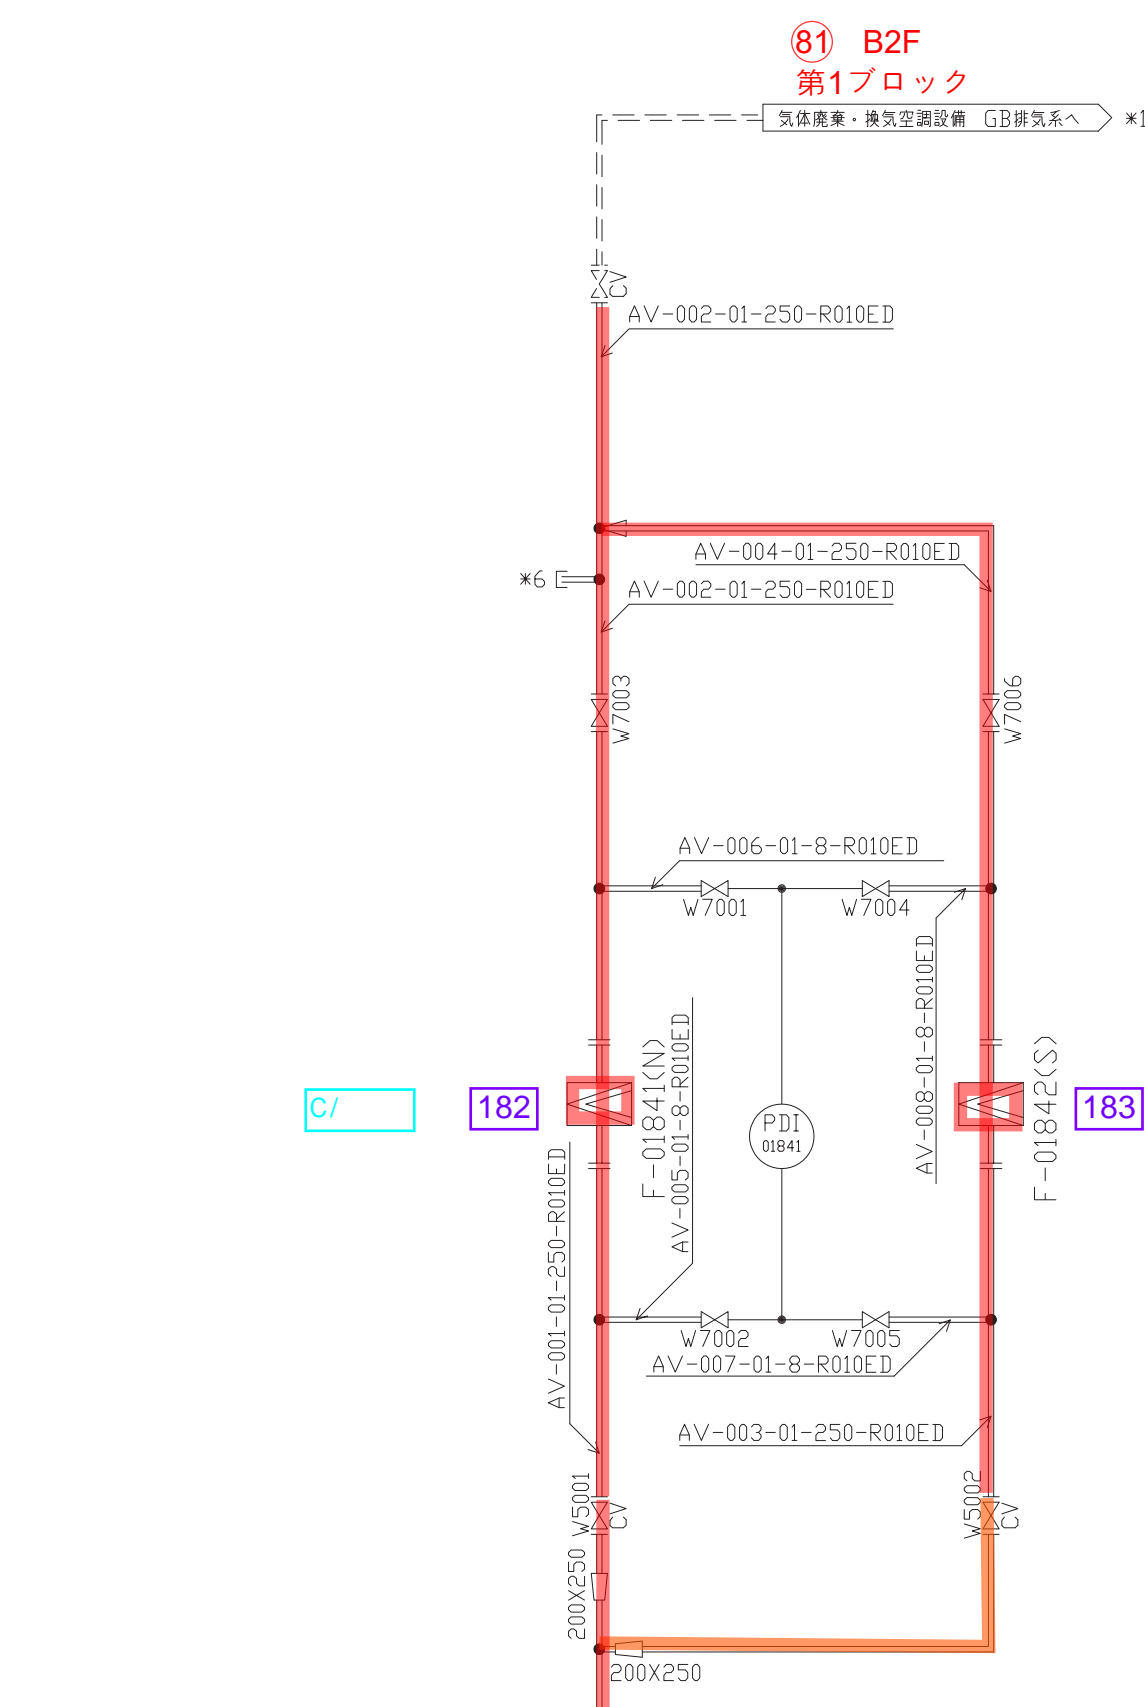 81 B2F
第1ブロック
気体廃棄・換気空調設備 GB排気系へ *1
CV
AV-002-01-250-R010ED
AV-004-01-250-R010ED
*6
AV-002-01-250-R010ED
W7003
W7006
AV-006-01-8-R010ED
W7001
W7004
AV-008-01-8-R010ED
F-01841(N)
AV-005-01-8-R010ED
F-01842(S)
C/
182
PDI
01841
183
AV-001-01-250-R010ED
W7002
W7005
AV-007-01-8-R010ED
AV-003-01-250-R010ED
W5001
CV
W5002
CV
200X250
200X250